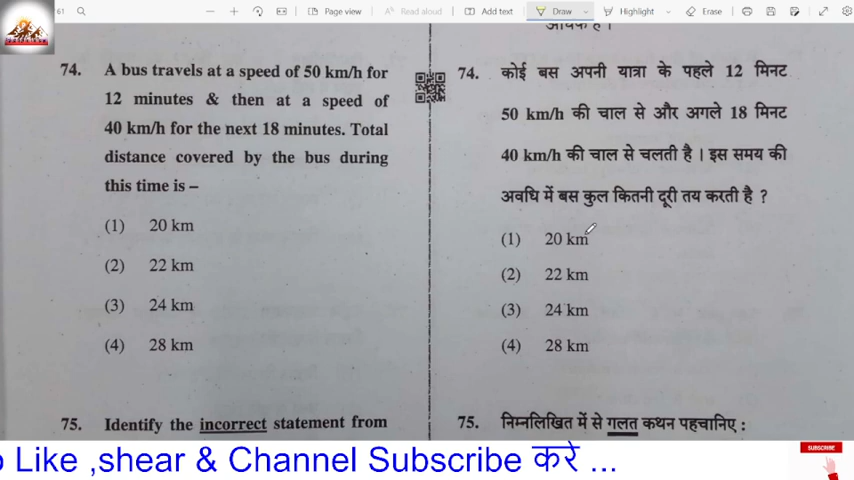 61
Page view
Read aloud
Add text
Draw
Highlight
Erase
74. A bus travels at a speed of 50 km/h for
12 minutes & then at a speed of
40 km/h for the next 18 minutes. Total
distance covered by the bus during
this time is –
(1) 20 km
(2) 22 km
(3) 24 km
(4) 28 km
75. Identify the incorrect statement from
74. कोई बस अपनी यात्रा के पहले 12 मिनट
50 km/h की चाल से और अगले 18 मिनट
40 km/h की चाल से चलती है । इस समय की
अवधि में बस कुल कितनी दूरी तय करती है ?
(1) 20 km
(2) 22 km
(3) 24 km
(4) 28 km
75. निम्नलिखित में से गलत कथन पहचानिए :
Like ,shear & Channel Subscribe करे ...
SUBSCRIBE